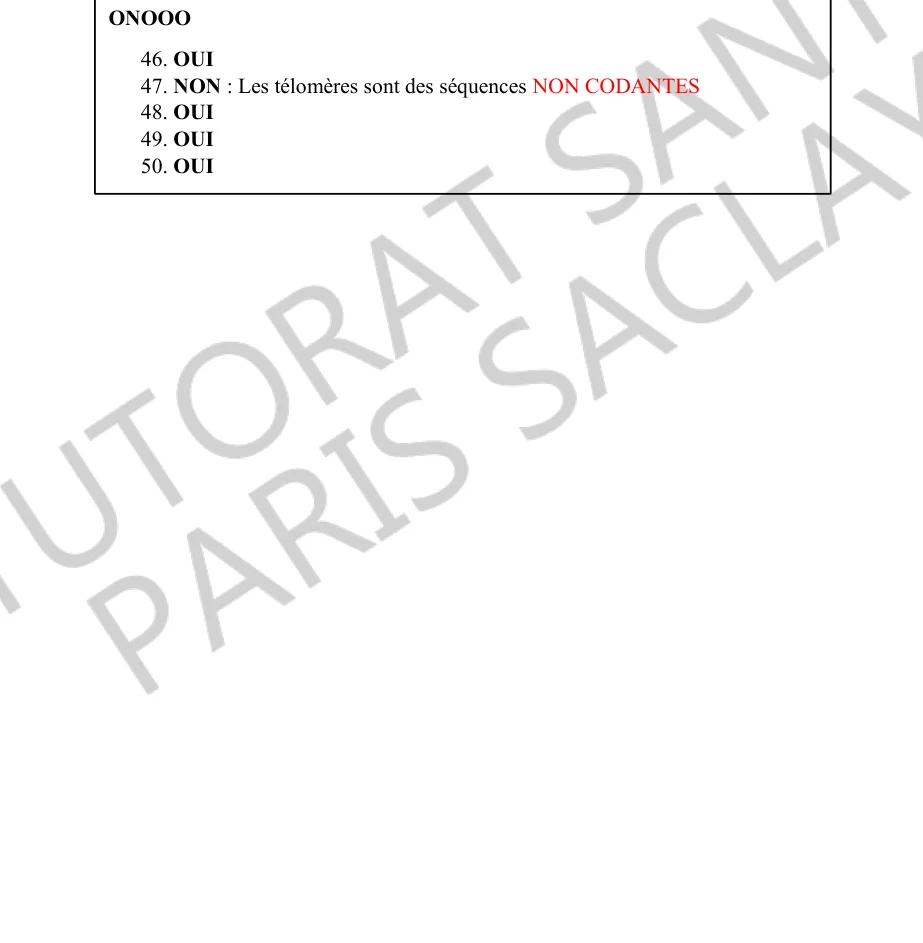 ONOOO
46. OUI
47. NON : Les télomères sont des séquences NON CODANTES
48. OUI
49. OUI
50. OUI
TUTORAT SANT
PARIS SACLAY